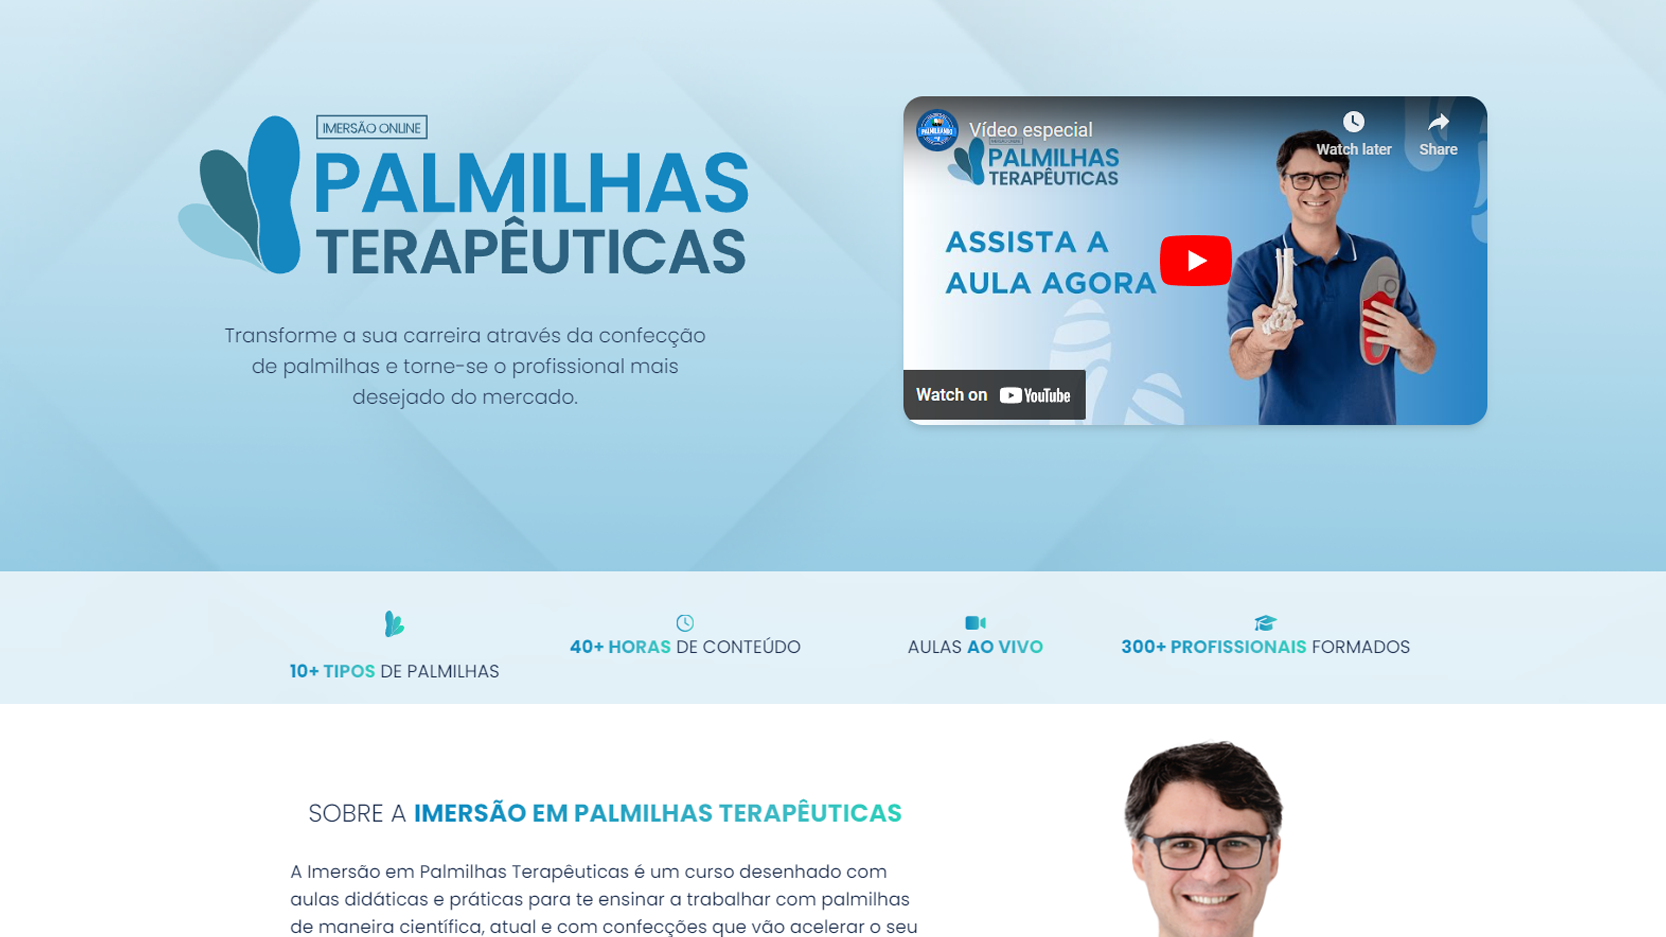 IMERSÃO ONLINE
PALMILHAS
TERAPÊUTICAS
Transforme a sua carreira através da confecção
de palmilhas e torne-se o profissional mais
desejado do mercado.
PALMILHANDO
Vídeo especial
Watch later
Share
IMERSÃO ONLINE
PALMILHAS
TERAPÊUTICAS
ASSISTA A
AULA AGORA
Watch on YouTube
10+ TIPOS DE PALMILHAS
40+ HORAS DE CONTEÚDO
AULAS AO VIVO
300+ PROFISSIONAIS FORMADOS
SOBRE A IMERSÃO EM PALMILHAS TERAPÊUTICAS
A Imersão em Palmilhas Terapêuticas é um curso desenhado com
aulas didáticas e práticas para te ensinar a trabalhar com palmilhas
de maneira científica, atual e com confecções que vão acelerar o seu